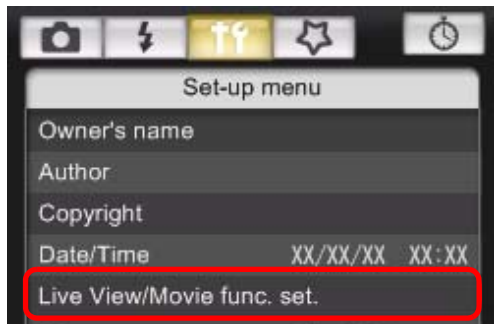 Set-up menu
Owner's name
Author
Copyright
Date/Time XX/XX/XX XX:XX
Live View/Movie func. set.